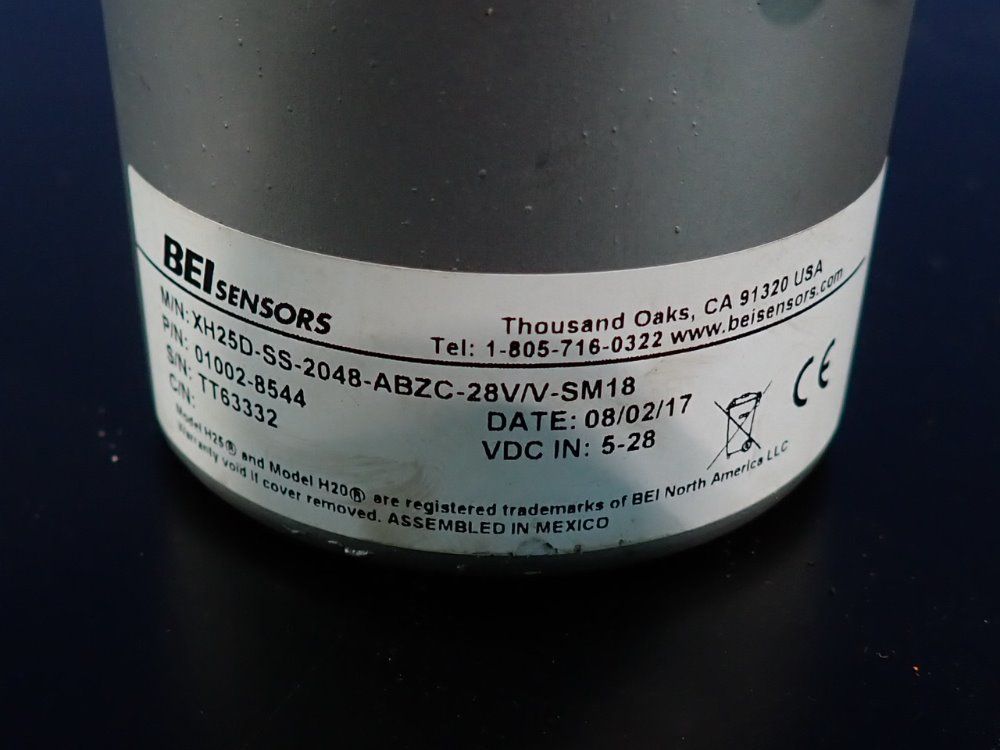 BEI SENSORS
Thousand Oaks, CA 91320 USA
Tel: 1-805-716-0322 www.beisensors.com
M/N: XH25D-SS-2048-ABZC-28V/V-SM18
P/N: 01002-8544
DATE: 08/02/17
S/N: TT63332
VDC IN: 5-28
C/N:
CE
Model H25® and Model H20® are registered trademarks of BEI North America LLC
Warranty void if cover removed. ASSEMBLED IN MEXICO